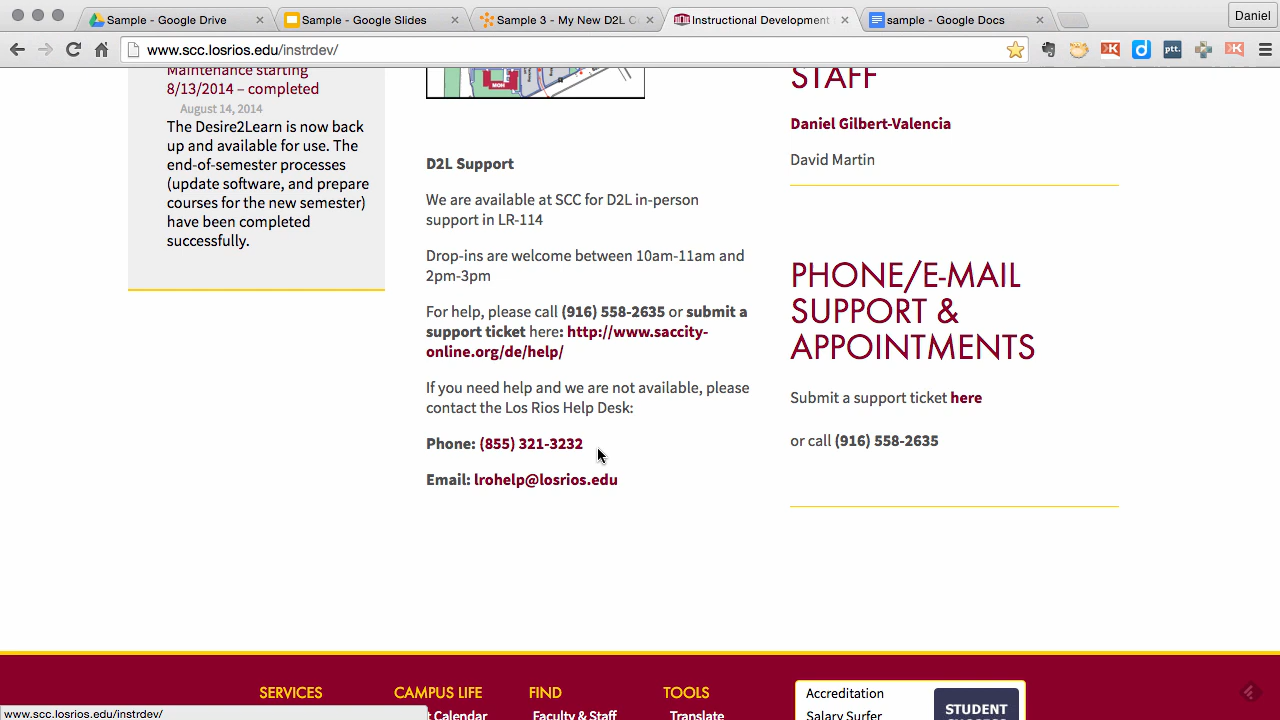 Sample - Google Drive
Sample - Google Slides
Sample 3 - My New D2L C
Instructional Development
sample - Google Docs
Daniel
www.scc.losrios.edu/instrdev/
ptt.
Maintenance starting
8/13/2014 – completed
August 14, 2014
The Desire2Learn is now back
up and available for use. The
end-of-semester processes
(update software, and prepare
courses for the new semester)
have been completed
successfully.
MON
D2L Support
We are available at SCC for D2L in-person
support in LR-114
Drop-ins are welcome between 10am-11am and
2pm-3pm
For help, please call (916) 558-2635 or submit a
support ticket here: http://www.saccity-
online.org/de/help/
If you need help and we are not available, please
contact the Los Rios Help Desk:
Phone: (855) 321-3232
Email: lrohelp@losrios.edu
STAFF
Daniel Gilbert-Valencia
David Martin
PHONE/E-MAIL
SUPPORT &
APPOINTMENTS
Submit a support ticket here
or call (916) 558-2635
SERVICES
CAMPUS LIFE
Calendar
FIND
Faculty & Staff
TOOLS
Translate
Accreditation
Salary Surfer
STUDENT
www.scc.losrios.edu/instrdev/